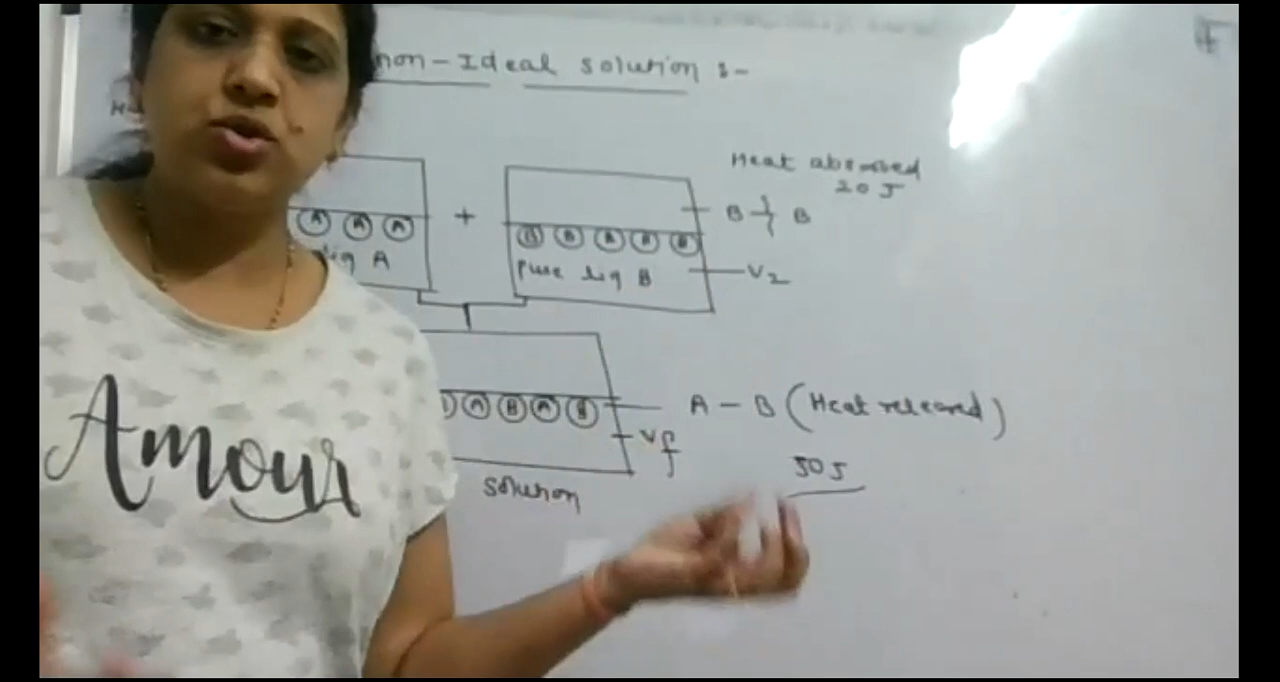 non-Ideal solution :-
Heat absorbed
20 J
A A A + B B B
B B
liq A
Pure liq B
V2
A B A B
A - B (Heat released)
Vf
50 J
solution
Amour